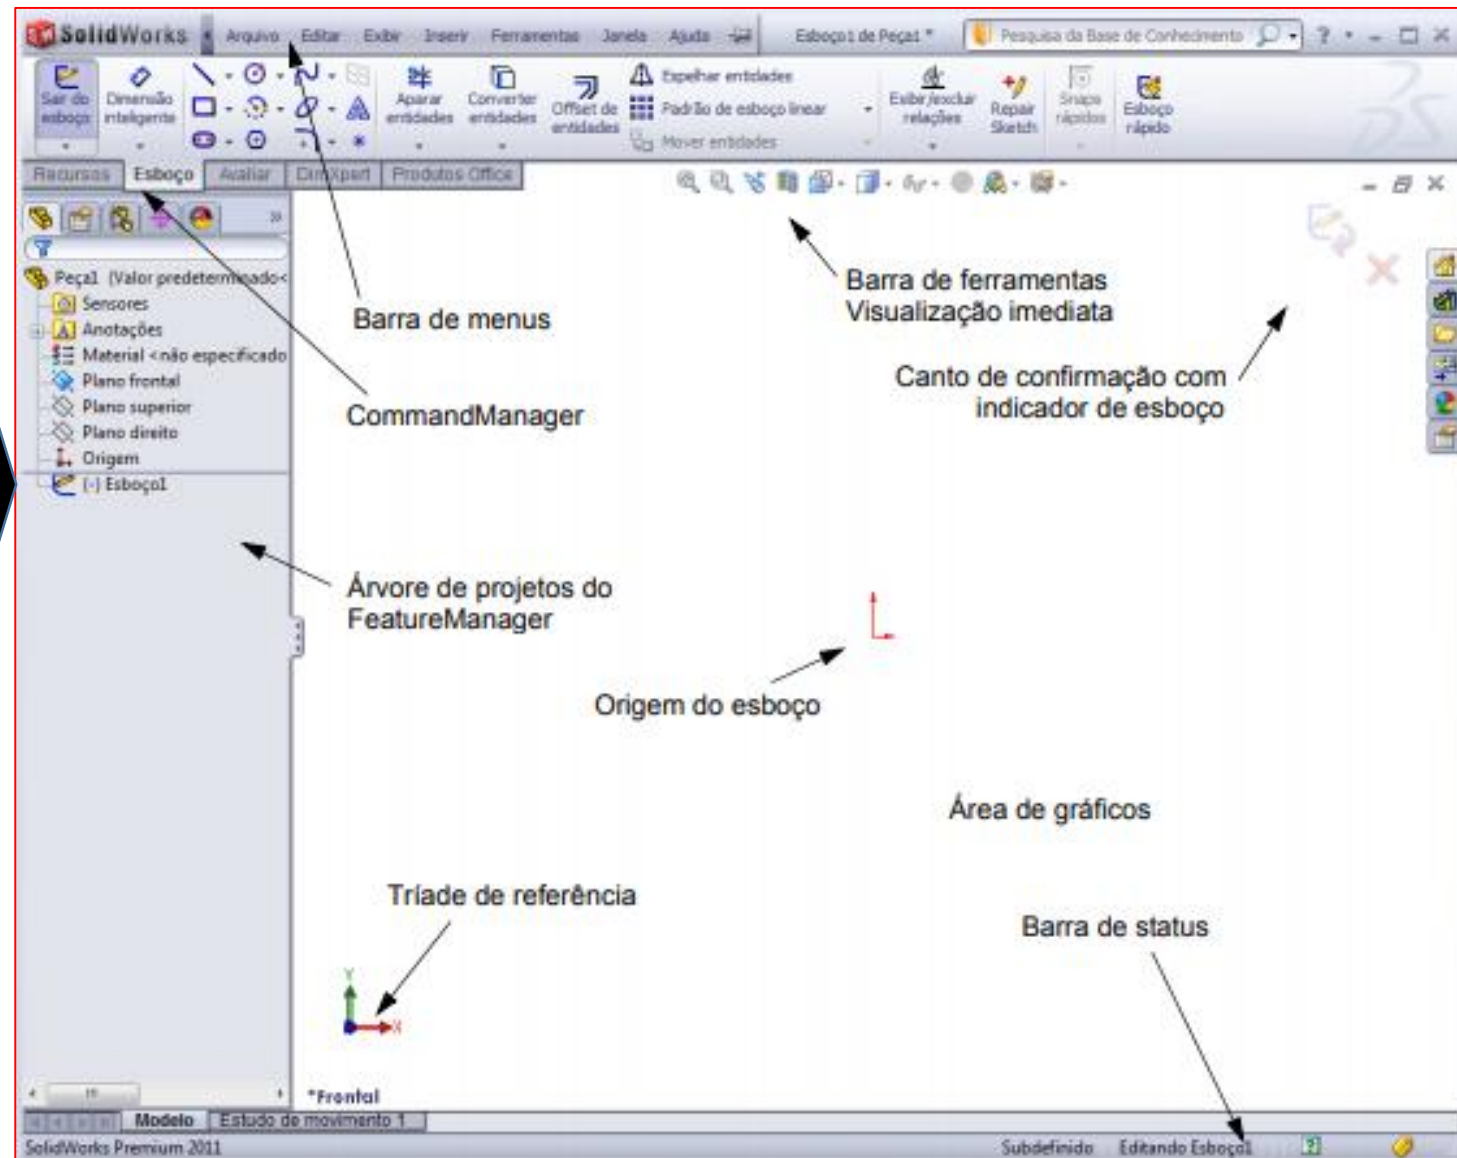 SolidWorks Arquivo Editar Exibir Inserir Ferramentas Janela Ajuda Esboço1 de Peça1 * Pesquisa da Base de Conhecimento ?
Sair do esboço
Dimensão inteligente
Aparar entidades
Converter entidades
Offset de entidades
Espelhar entidades
Padrão de esboço linear
Mover entidades
Exibir/excluir relações
Repair Sketch
Snaps rápidos
Esboço rápido
Recursos Esboço Avaliar DimXpert Produtos Office
Peça1 (Valor predeterminado<
Sensores
Anotações
Material <não especificado
Plano frontal
Plano superior
Plano direito
Origem
(-) Esboço1
Barra de menus
CommandManager
Barra de ferramentas
Visualização imediata
Canto de confirmação com
indicador de esboço
Árvore de projetos do
FeatureManager
Origem do esboço
Área de gráficos
Tríade de referência
Barra de status
Y
X
*Frontal
Modelo Estudo de movimento 1
SolidWorks Premium 2011 Subdefinido Editando Esboço1